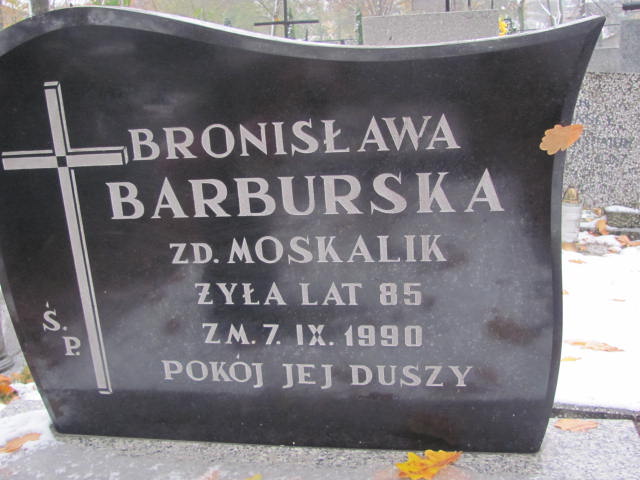 BRONISŁAWA
BARBURSKA
ZD. MOSKALIK
ŻYŁA LAT 85
ZM. 7. IX. 1990
POKÓJ JEJ DUSZY
Ś.
P.